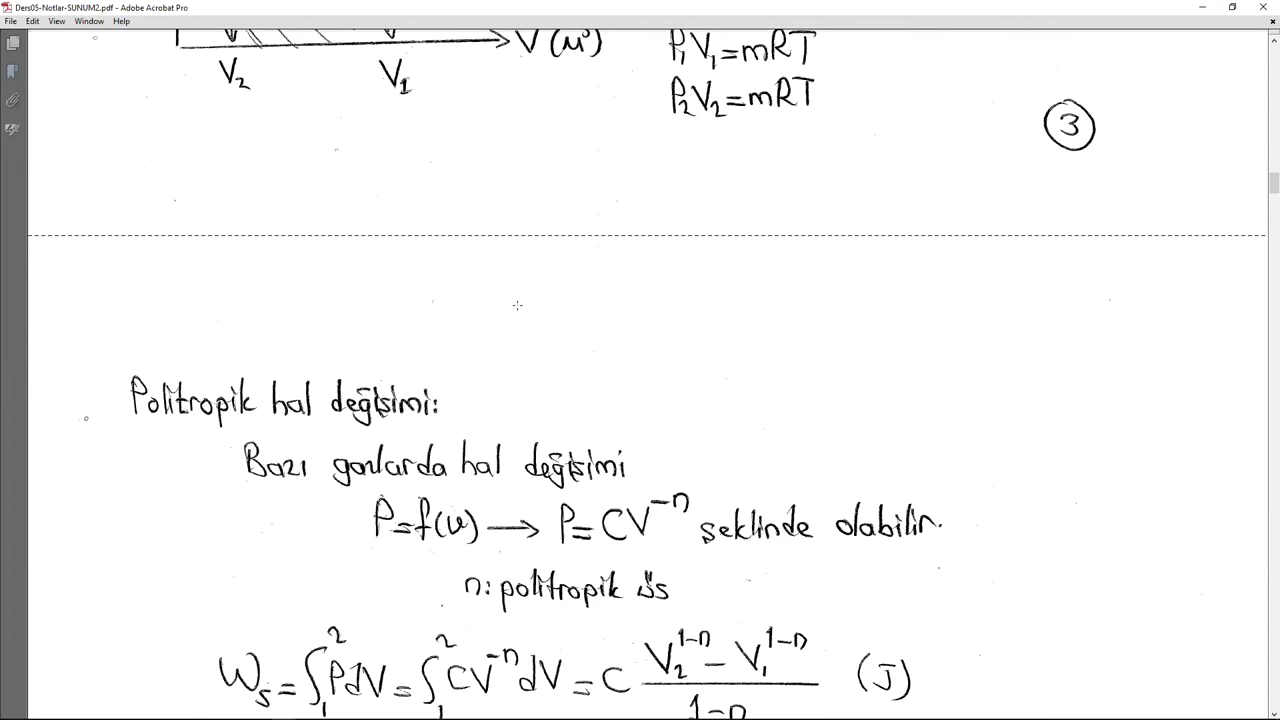 Ders05-Notlar-SUNUM2.pdf - Adobe Acrobat Pro
File Edit View Window Help
V (m³)
V₂ V₁
P₁V₁=mRT
P₂V₂=mRT
3
Politropik hal değişimi:
Bazı gazlarda hal değişimi
P=f(v) → P=CV⁻ⁿ şeklinde olabilir.
n: politropik üs
Wₛ = ∫₁² PdV = ∫₁² CV⁻ⁿ dV = C (V₂¹⁻ⁿ - V₁¹⁻ⁿ)/(1-n) (J)